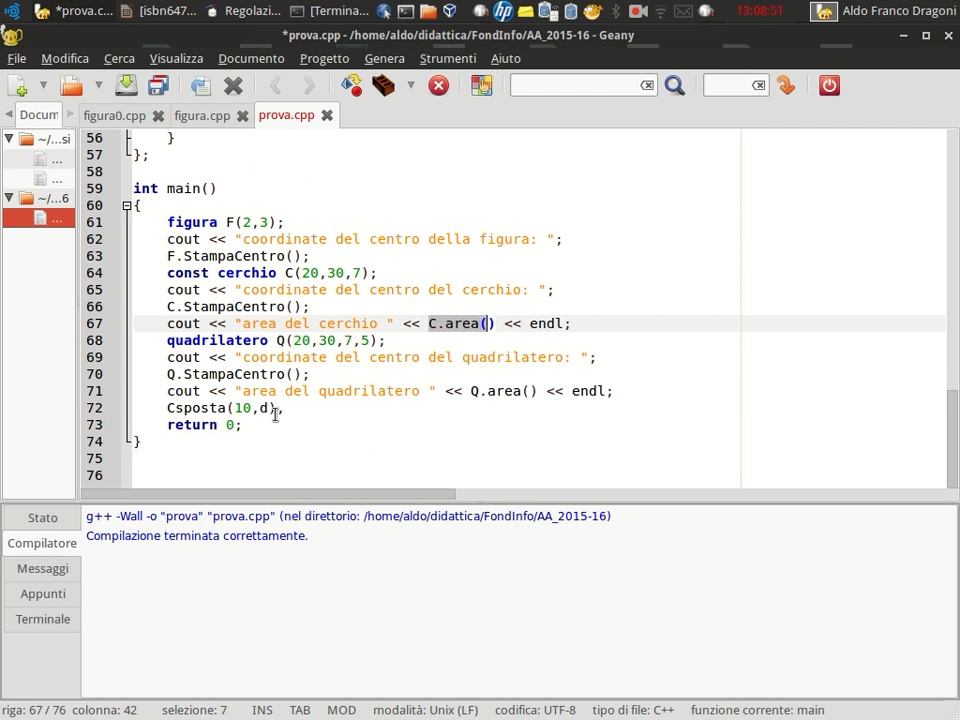 *prova.c...
[isbn647...
Regolazi...
[Termina...
13:08:51
Aldo Franco Dragoni
*prova.cpp - /home/aldo/didattica/FondInfo/AA_2015-16 - Geany
File Modifica Cerca Visualizza Documento Progetto Genera Strumenti Aiuto
Docum
figura0.cpp figura.cpp prova.cpp
~/...si
...
...
~/...6
...
56 }
57 };
58
59 int main()
60 {
61 figura F(2,3);
62 cout << "coordinate del centro della figura: ";
63 F.StampaCentro();
64 const cerchio C(20,30,7);
65 cout << "coordinate del centro del cerchio: ";
66 C.StampaCentro();
67 cout << "area del cerchio " << C.area() << endl;
68 quadrilatero Q(20,30,7,5);
69 cout << "coordinate del centro del quadrilatero: ";
70 Q.StampaCentro();
71 cout << "area del quadrilatero " << Q.area() << endl;
72 Csposta(10,d),
73 return 0;
74 }
75
76
Stato
Compilatore
Messaggi
Appunti
Terminale
g++ -Wall -o "prova" "prova.cpp" (nel direttorio: /home/aldo/didattica/FondInfo/AA_2015-16)
Compilazione terminata correttamente.
riga: 67 / 76 colonna: 42 selezione: 7 INS TAB MOD modalità: Unix (LF) codifica: UTF-8 tipo di file: C++ funzione corrente: main